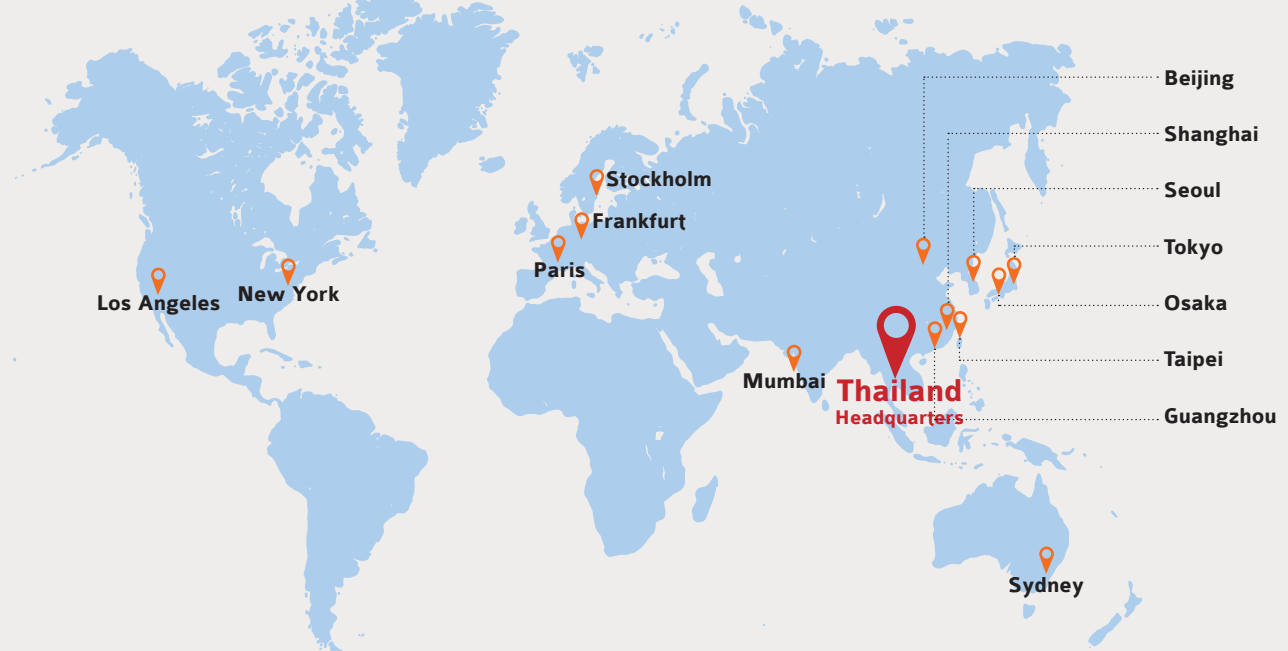 Beijing
Shanghai
Stockholm
Seoul
Frankfurt
Tokyo
Paris
Los Angeles
New York
Osaka
Taipei
Mumbai
Thailand
Headquarters
Guangzhou
Sydney